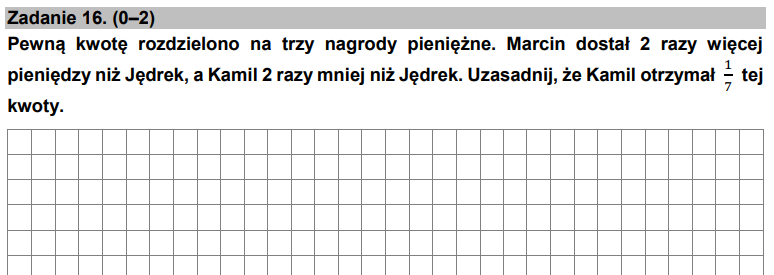 Zadanie 16. (0–2)
Pewną kwotę rozdzielono na trzy nagrody pieniężne. Marcin dostał 2 razy więcej
pieniędzy niż Jędrek, a Kamil 2 razy mniej niż Jędrek. Uzasadnij, że Kamil otrzymał 1/7 tej
kwoty.